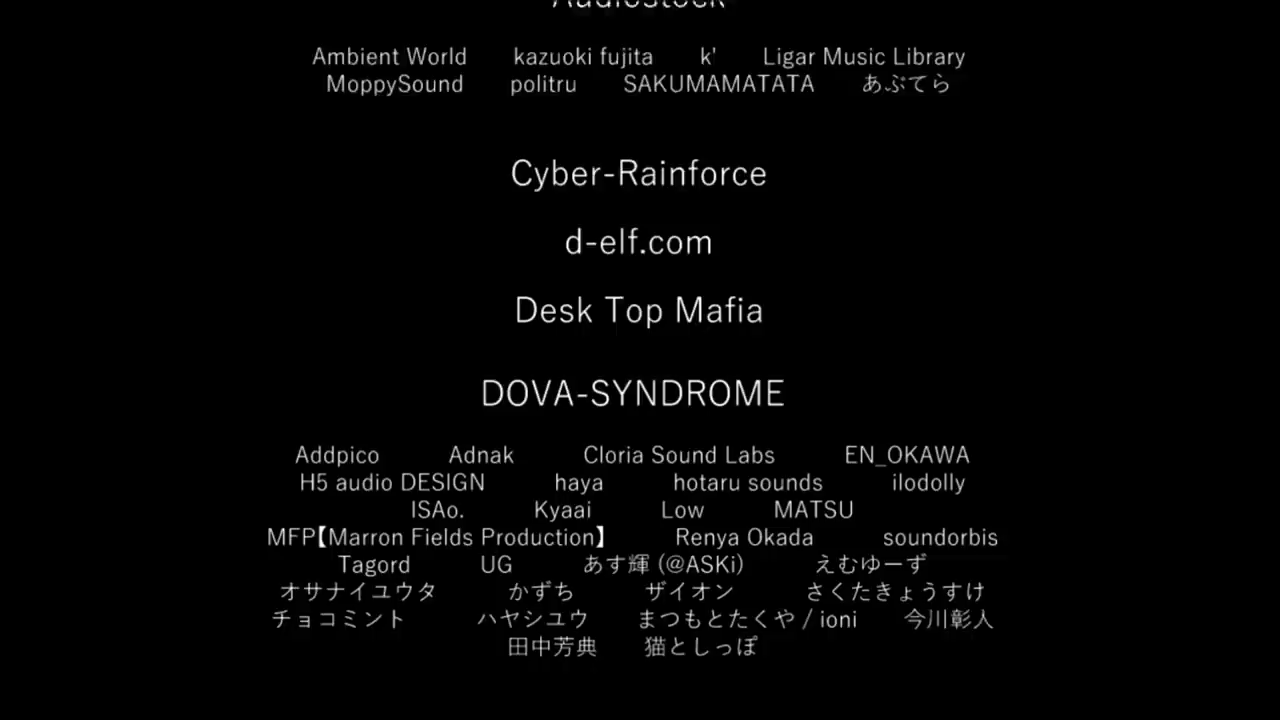 Audiostock
Ambient World kazuoki fujita k' Ligar Music Library
MoppySound politru SAKUMAMATATA あぶてら
Cyber-Rainforce
d-elf.com
Desk Top Mafia
DOVA-SYNDROME
Addpico Adnak Cloria Sound Labs EN_OKAWA
H5 audio DESIGN haya hotaru sounds ilodolly
ISAo. Kyaai Low MATSU
MFP【Marron Fields Production】 Renya Okada soundorbis
Tagord UG あす輝 (@ASKi) えむゆーず
オサナイユウタ かずち ザイオン さくたきょうすけ
チョコミント ハヤシユウ まつもとたくや / ioni 今川彰人
田中芳典 猫としっぽ